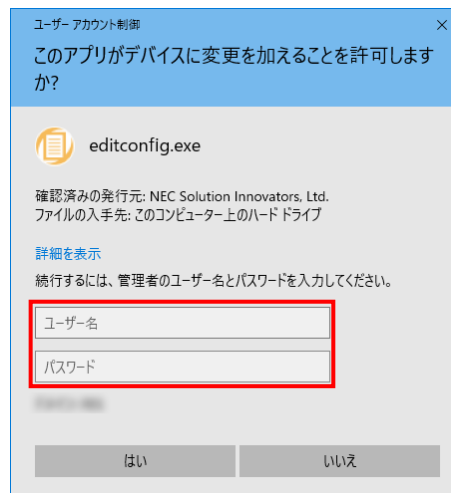 ユーザー アカウント制御
このアプリがデバイスに変更を加えることを許可します
か?
editconfig.exe
確認済みの発行元: NEC Solution Innovators, Ltd.
ファイルの入手先: このコンピューター上のハード ドライブ
詳細を表示
続行するには、管理者のユーザー名とパスワードを入力してください。
ユーザー名
パスワード
はい
いいえ